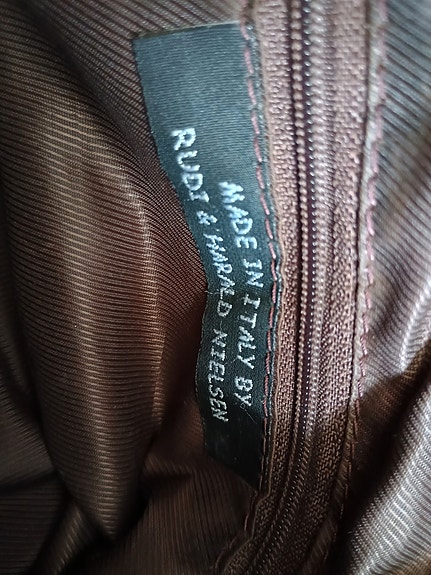 MADE IN ITALY BY
RUDI & HARALD NIELSEN